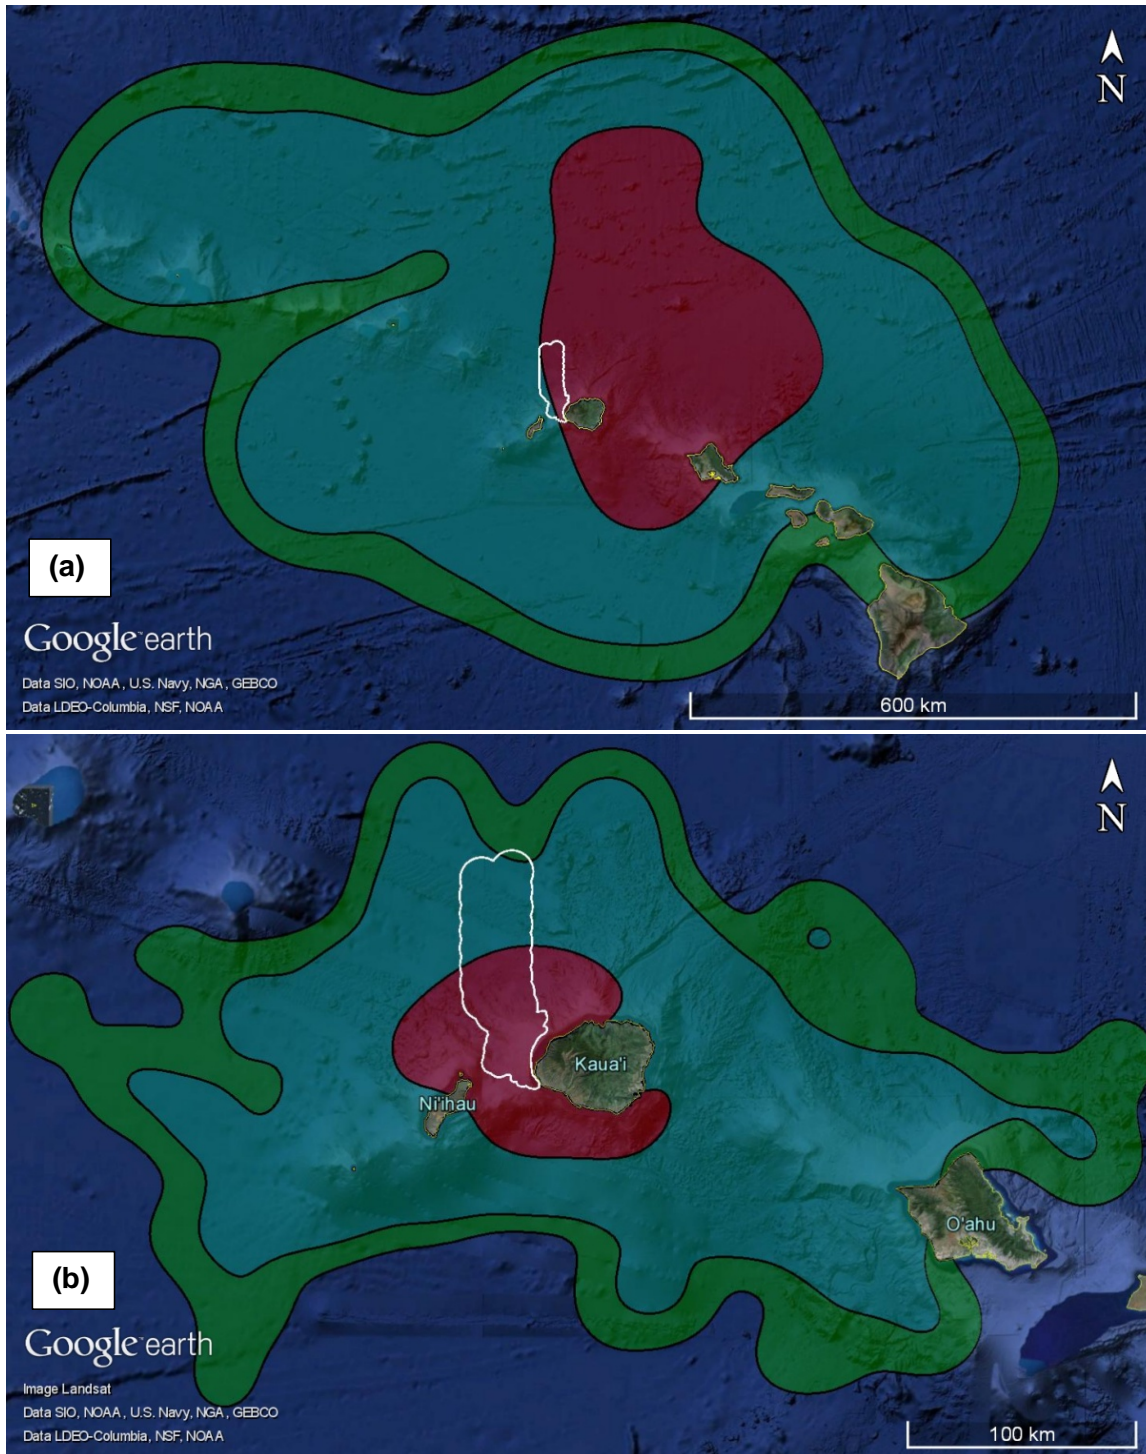 N
(a)
Google earth
Data SIO, NOAA, U.S. Navy, NGA, GEBCO
Data LDEO-Columbia, NSF, NOAA
600 km
N
Kaua'i
Ni'ihau
O'ahu
(b)
Google earth
Image Landsat
Data SIO, NOAA, U.S. Navy, NGA, GEBCO
Data LDEO-Columbia, NSF, NOAA
100 km